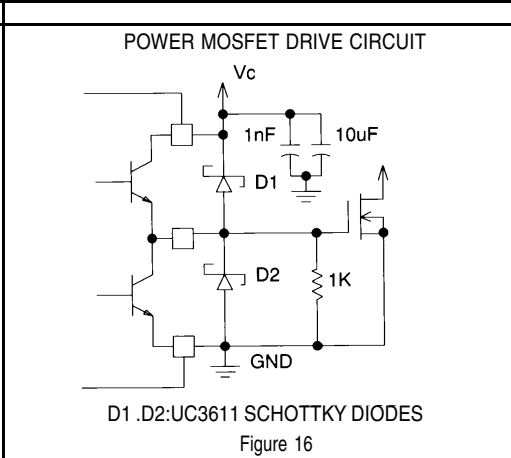 POWER MOSFET DRIVE CIRCUIT
Vc
1nF
10uF
D1
D2
1K
GND
D1 .D2:UC3611 SCHOTTKY DIODES
Figure 16